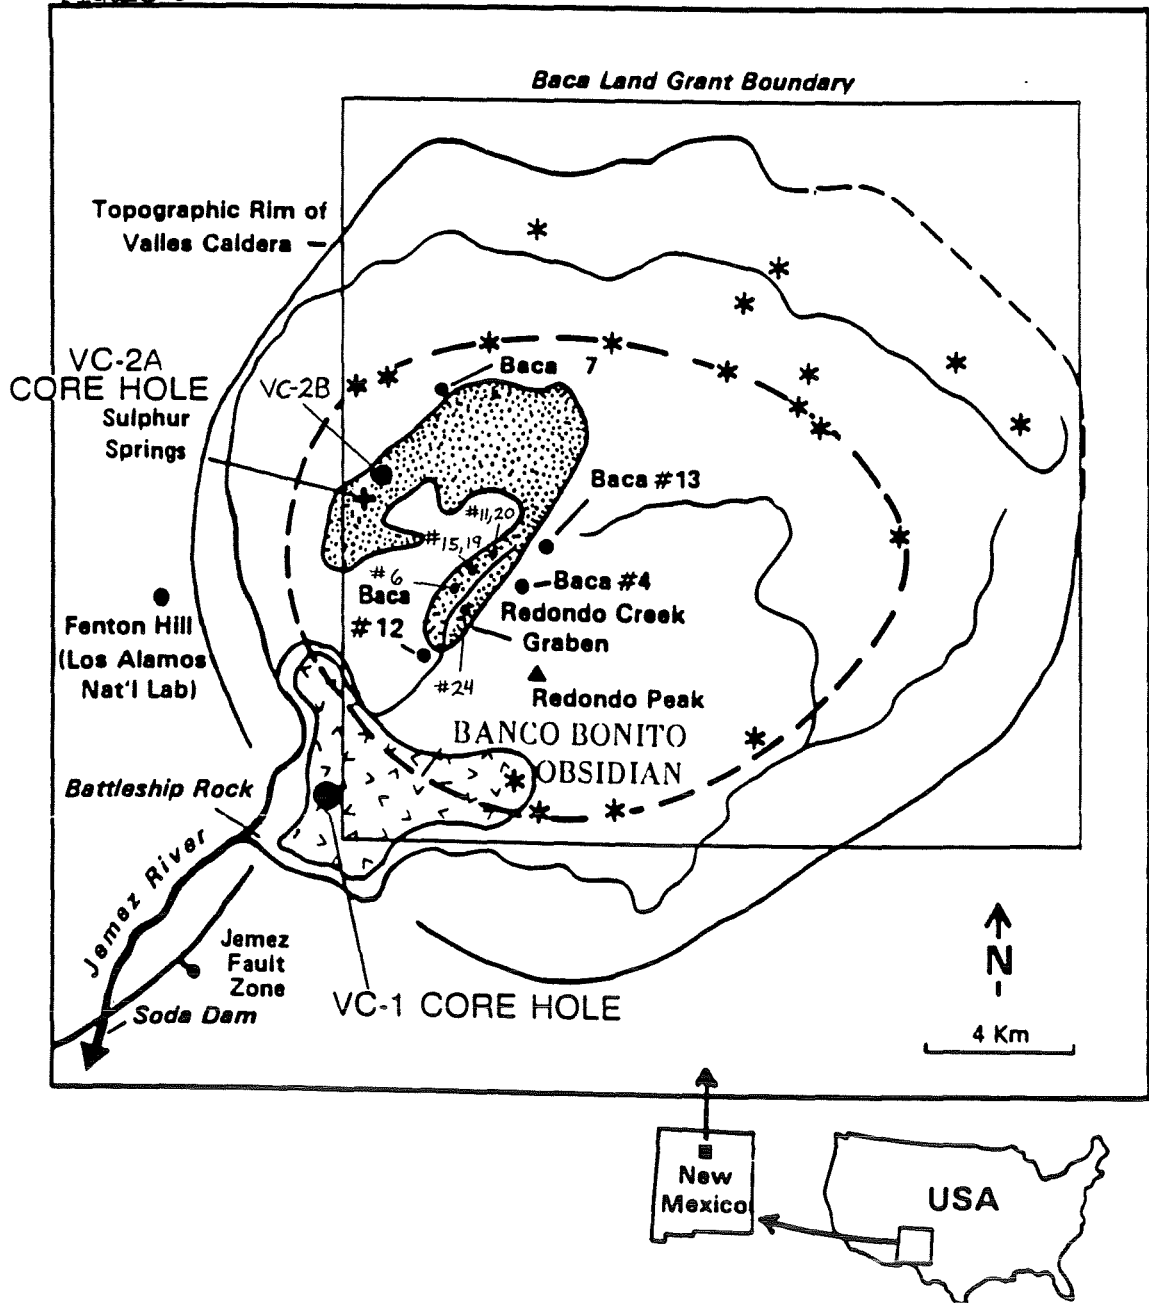 Baca Land Grant Boundary
Topographic Rim of
Valles Caldera
VC-2A
CORE HOLE
VC-2B
Baca 7
Sulphur
Springs
Baca #13
#11,20
#15,19
#6
Baca
#12
Baca #4
Redondo Creek
Graben
Fenton Hill
(Los Alamos
Nat'l Lab)
#24
Redondo Peak
BANCO BONITO
OBSIDIAN
Battleship Rock
Jemez River
Jemez
Fault
Zone
VC-1 CORE HOLE
Soda Dam
N
4 Km
New
Mexico
USA